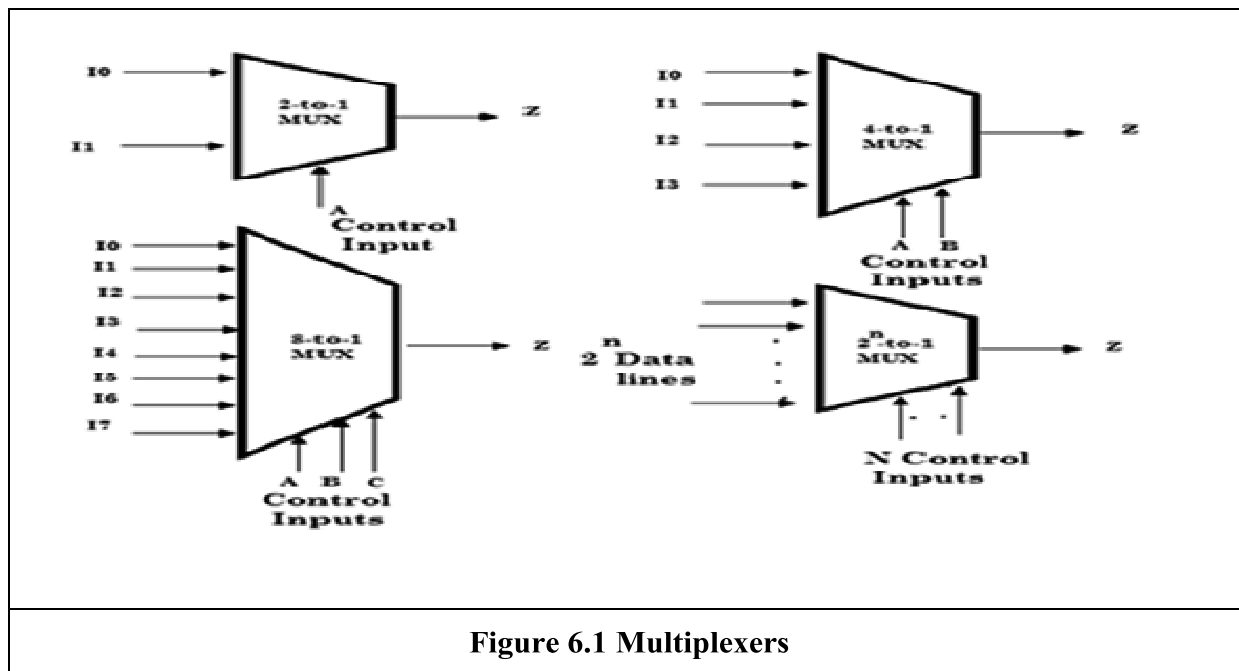 I0
I1
2-to-1
MUX
Z
A
Control
Input
I0
I1
I2
I3
4-to-1
MUX
Z
A B
Control
Inputs
I0
I1
I2
I3
I4
I5
I6
I7
8-to-1
MUX
Z
A B C
Control
Inputs
n
2 Data
lines
n
2 -to-1
MUX
Z
N Control
Inputs
Figure 6.1 Multiplexers